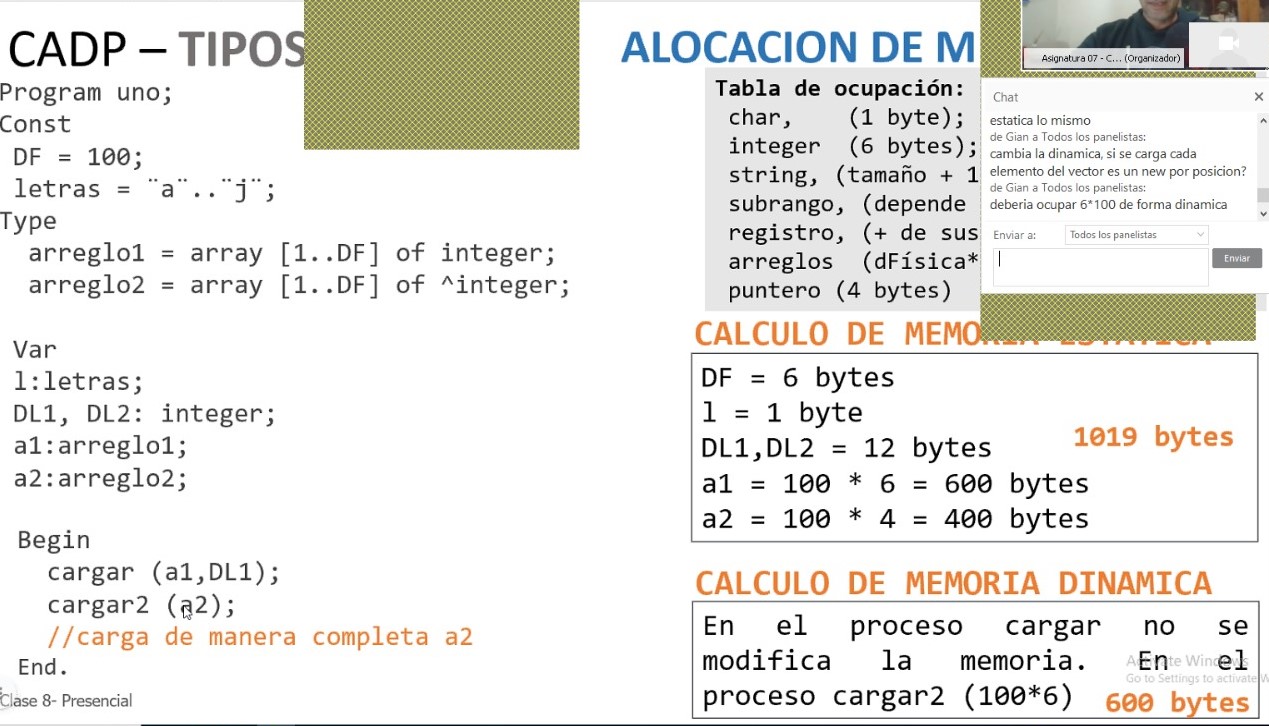 CADP – TIPOS
Program uno;
Const
DF = 100;
letras = ¨a¨..¨j¨;
Type
arreglo1 = array [1..DF] of integer;
arreglo2 = array [1..DF] of ^integer;
Var
l:letras;
DL1, DL2: integer;
a1:arreglo1;
a2:arreglo2;
Begin
cargar (a1,DL1);
cargar2 (a2);
//carga de manera completa a2
End.
Clase 8- Presencial
ALOCACION DE M
Tabla de ocupación:
char, (1 byte);
integer (6 bytes);
string, (tamaño + 1
subrango, (depende
registro, (+ de sus
arreglos (dFísica*
puntero (4 bytes)
CALCULO DE MEMORIA ESTATICA
DF = 6 bytes
l = 1 byte
DL1,DL2 = 12 bytes
a1 = 100 * 6 = 600 bytes
a2 = 100 * 4 = 400 bytes
1019 bytes
CALCULO DE MEMORIA DINAMICA
En el proceso cargar no se
modifica la memoria. En el
proceso cargar2 (100*6)
600 bytes
Activate Windows
Go to Settings to activate W
Asignatura 07 - C... (Organizador)
Chat
estatica lo mismo
de Gian a Todos los panelistas:
cambia la dinamica, si se carga cada
elemento del vector es un new por posicion?
de Gian a Todos los panelistas:
deberia ocupar 6*100 de forma dinamica
Enviar a:
Todos los panelistas
Enviar